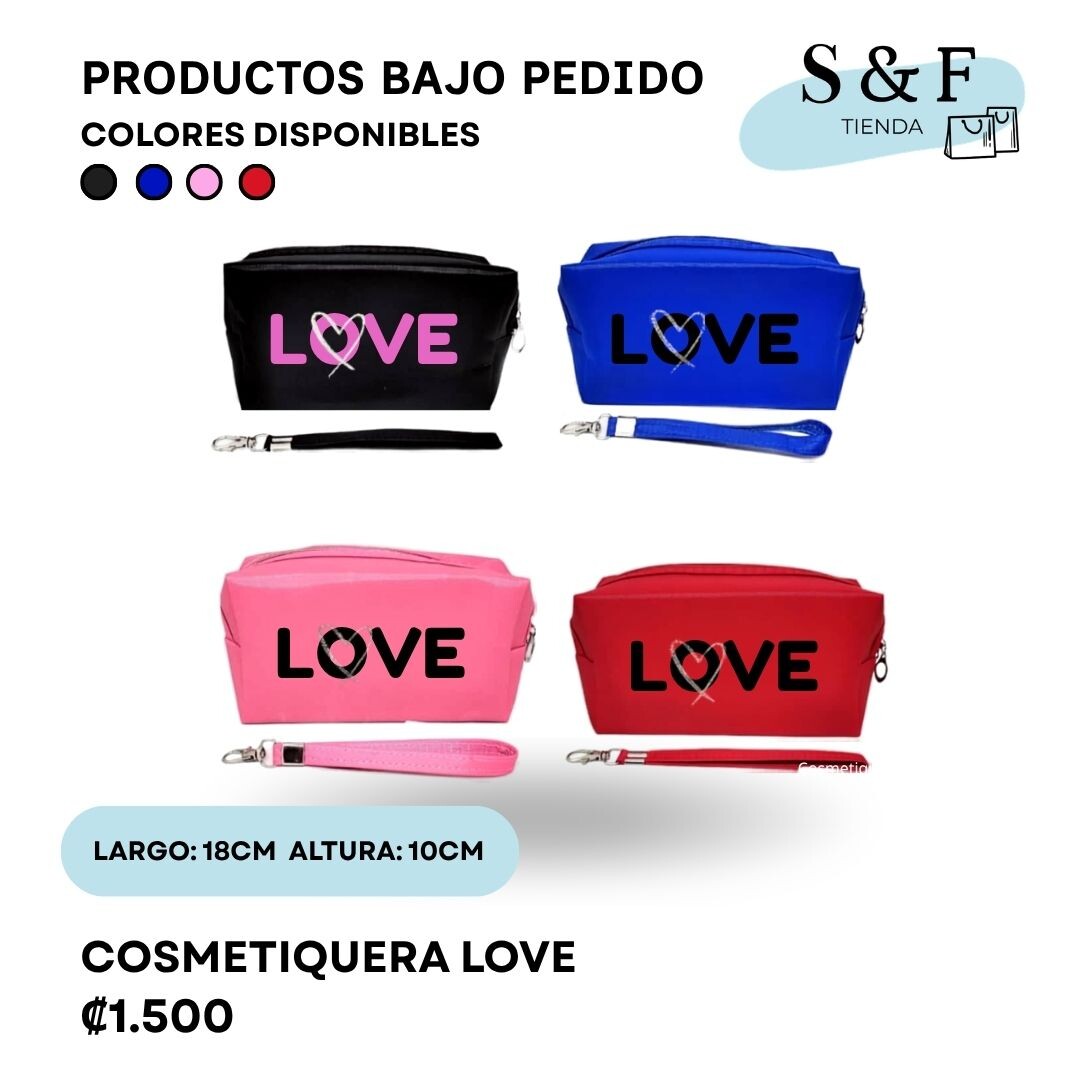 PRODUCTOS BAJO PEDIDO
S & F
TIENDA
COLORES DISPONIBLES
LOVE
LOVE
LOVE
LOVE
LARGO: 18CM ALTURA: 10CM
COSMETIQUERA LOVE
₡1.500